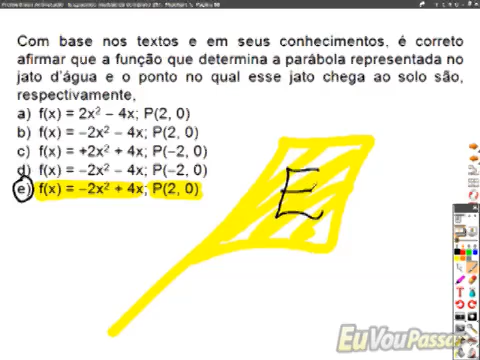 Com base nos textos e em seus conhecimentos, é correto
afirmar que a função que determina a parábola representada no
jato d'água e o ponto no qual esse jato chega ao solo são,
respectivamente,
a) f(x) = 2x² – 4x; P(2, 0)
b) f(x) = –2x² – 4x; P(2, 0)
c) f(x) = +2x² + 4x; P(–2, 0)
d) f(x) = –2x² – 4x; P(–2, 0)
e) f(x) = –2x² + 4x; P(2, 0)
E
EuVouPassar